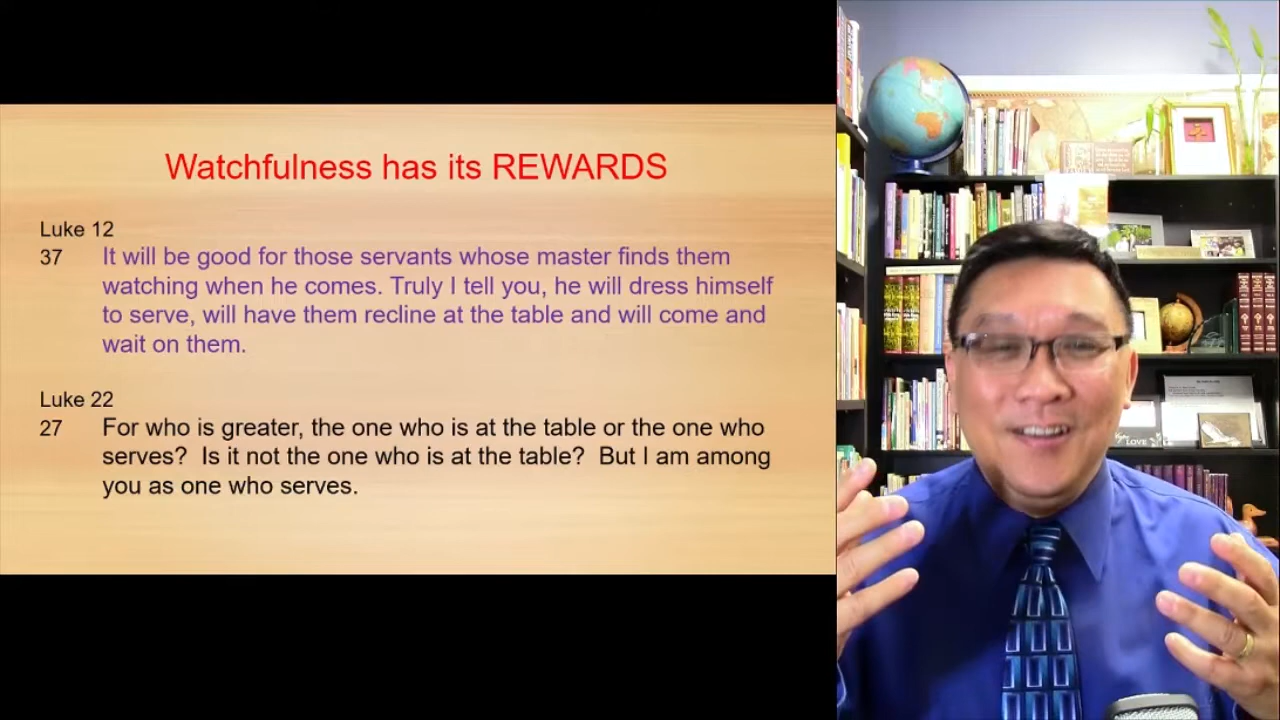 Watchfulness has its REWARDS
Luke 12
37 It will be good for those servants whose master finds them
watching when he comes. Truly I tell you, he will dress himself
to serve, will have them recline at the table and will come and
wait on them.
Luke 22
27 For who is greater, the one who is at the table or the one who
serves? Is it not the one who is at the table? But I am among
you as one who serves.
LOVE